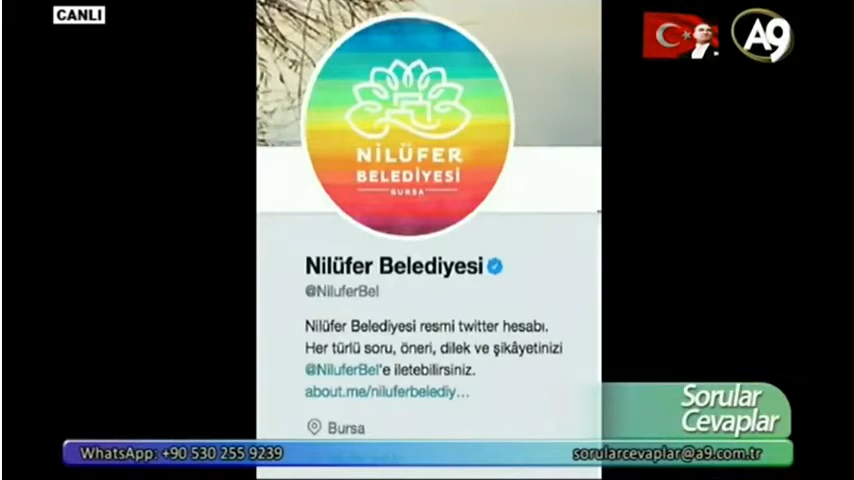 CANLI
A9
NİLÜFER
BELEDİYESİ
BURSA
Nilüfer Belediyesi
@NiluferBel
Nilüfer Belediyesi resmi twitter hesabı.
Her türlü soru, öneri, dilek ve şikâyetinizi
@NiluferBel'e iletebilirsiniz.
about.me/niluferbelediy...
Bursa
Sorular
Cevaplar
WhatsApp: +90 530 255 9239
sorularcevaplar@a9.com.tr